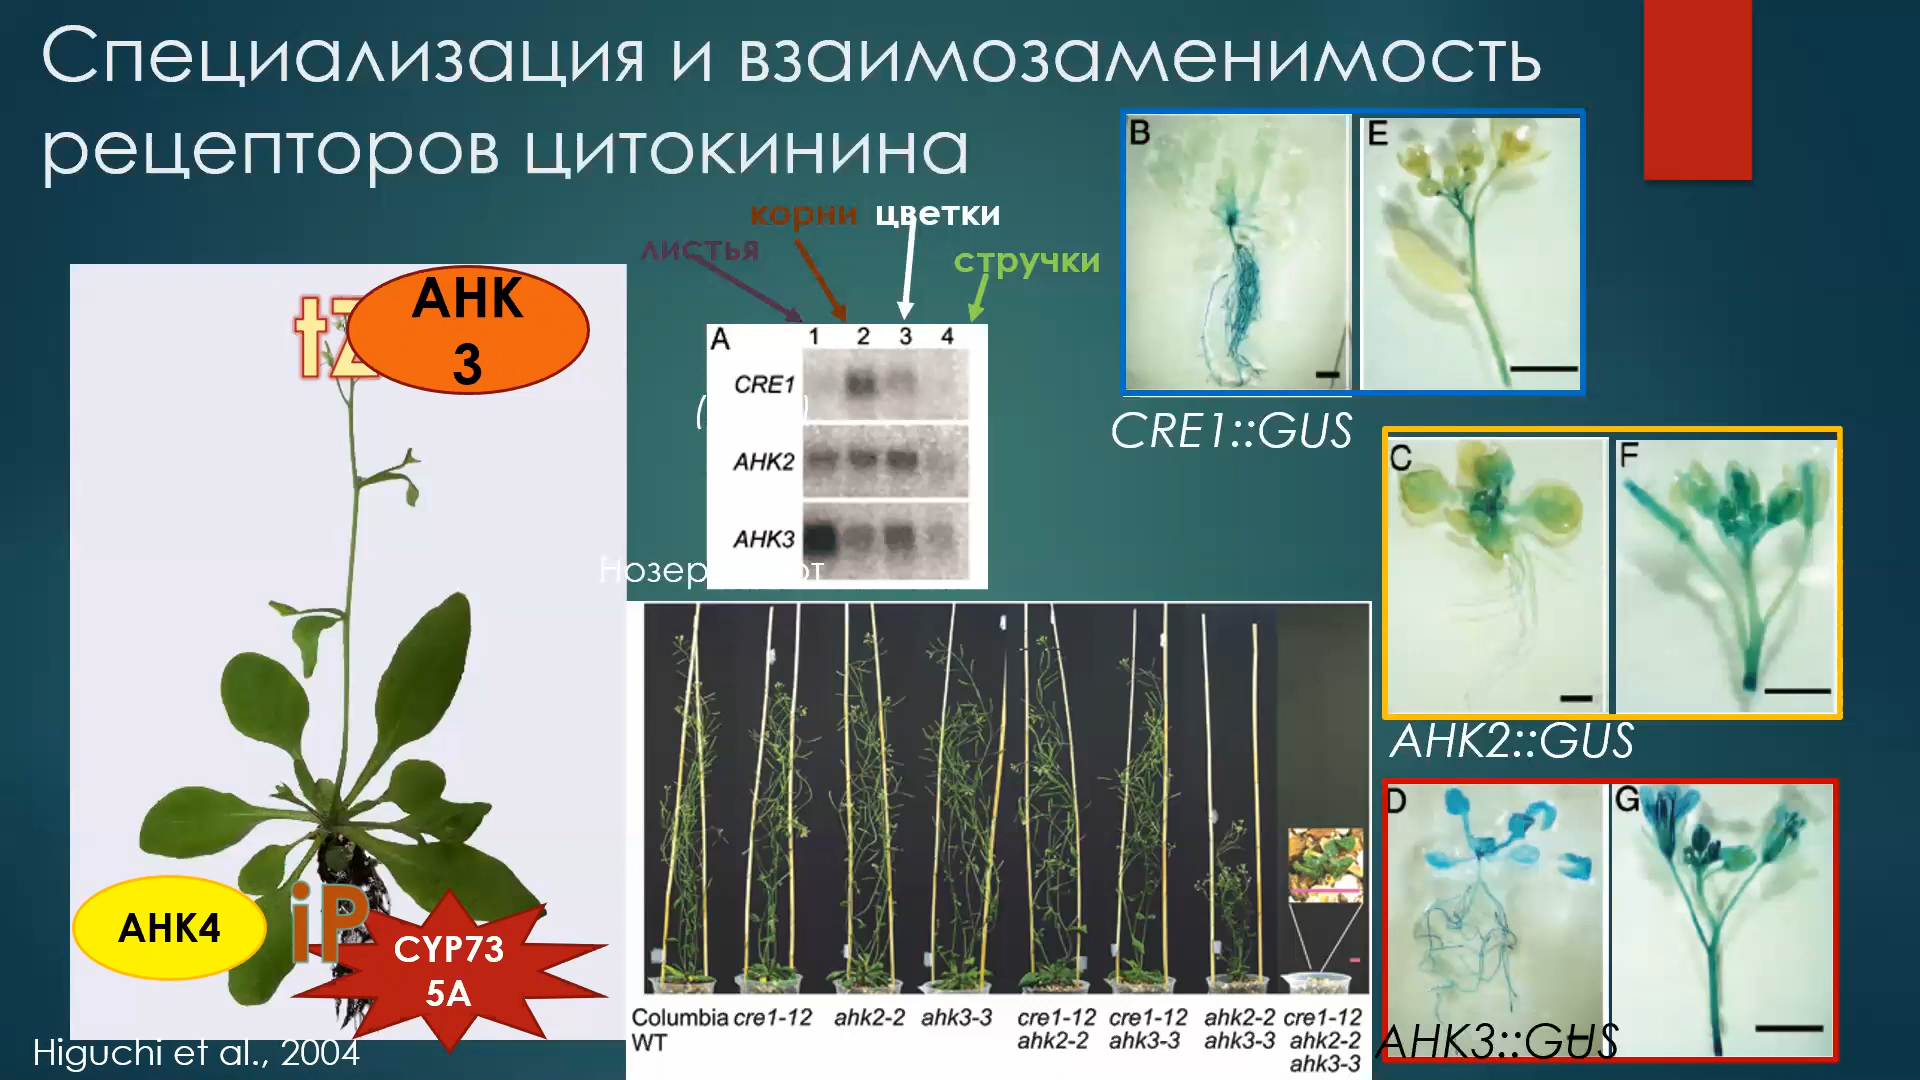 Специализация и взаимозаменимость
рецепторов цитокинина
корни цветки
листья
стручки
tZ
АНК
3
A 1 2 3 4
CRE1
AHK2
AHK3
B E
CRE1::GUS
C F
AHK2::GUS
D G
AHK3::GUS
АНК4
iP
CYP73
5A
Columbia cre1-12 ahk2-2 ahk3-3 cre1-12 cre1-12 ahk2-2 cre1-12
WT ahk2-2 ahk3-3 ahk3-3 ahk2-2
ahk3-3
Higuchi et al., 2004